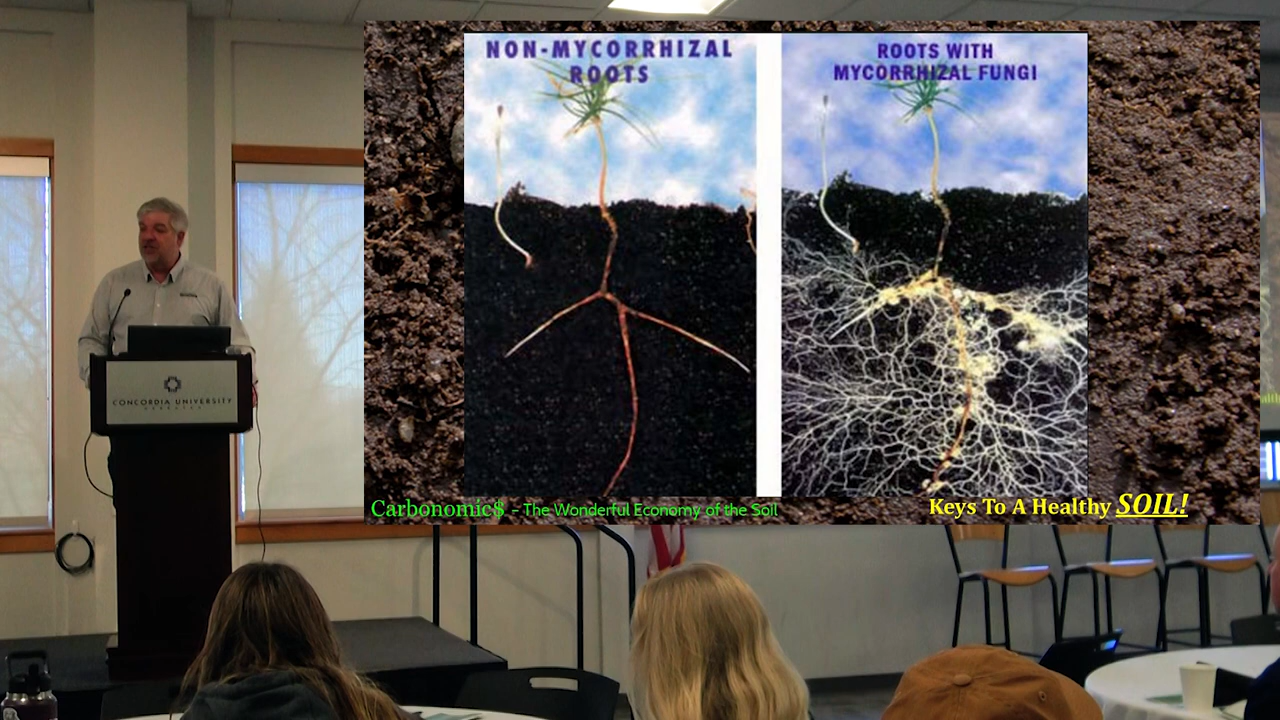 NON-MYCORRHIZAL
ROOTS
ROOTS WITH
MYCORRHIZAL FUNGI
Carbonomic$ - The Wonderful Economy of the Soil
Keys To A Healthy SOIL!
CONCORDIA UNIVERSITY
NEBRASKA